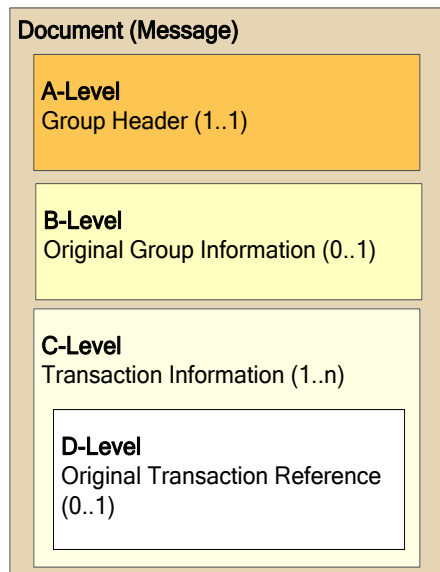 Document (Message)
A-Level
Group Header (1..1)
B-Level
Original Group Information (0..1)
C-Level
Transaction Information (1..n)
D-Level
Original Transaction Reference
(0..1)